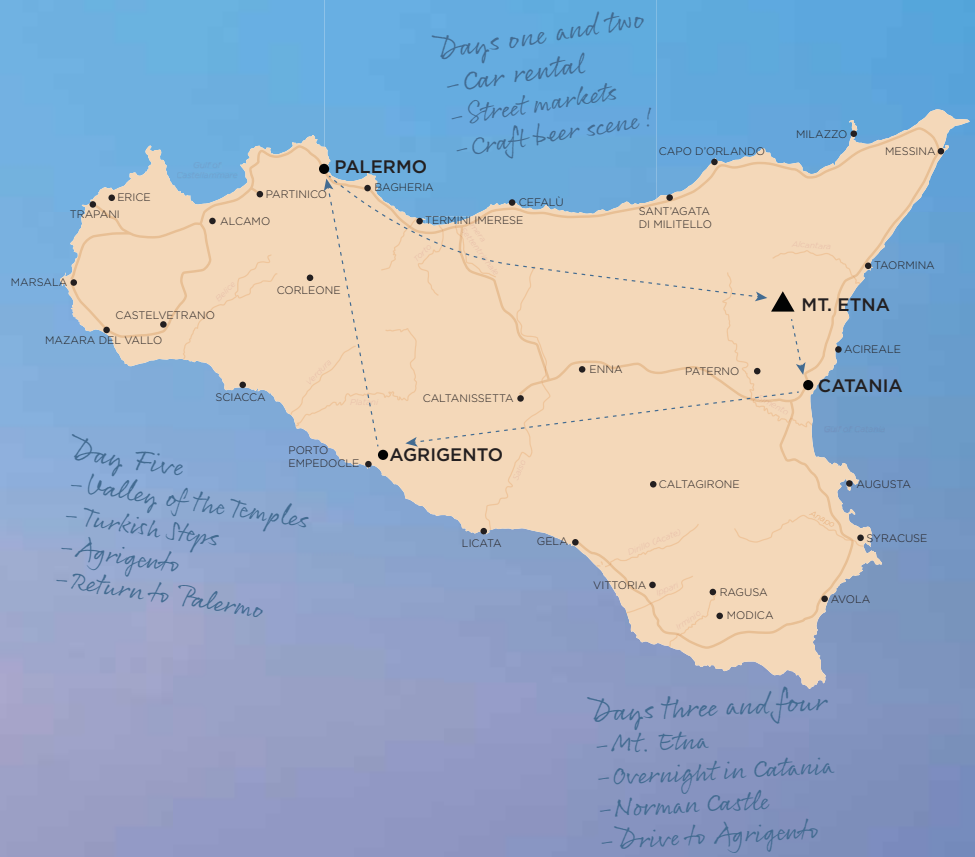 Days one and two
-Car rental
-Street markets
-Craft beer scene!
MILAZZO
MESSINA
CAPO D'ORLANDO
PALERMO
BAGHERIA
PARTINICO
ERICE
TRAPANI
ALCAMO
TERMINI IMERESE
CEFALÙ
SANT'AGATA
DI MILITELLO
TAORMINA
MARSALA
CORLEONE
MT. ETNA
CASTELVETRANO
MAZARA DEL VALLO
ACIREALE
ENNA
PATERNO
CATANIA
SCIACCA
CALTANISSETTA
PORTO
EMPEDOCLE
AGRIGENTO
CALTAGIRONE
AUGUSTA
LICATA
GELA
SYRACUSE
VITTORIA
RAGUSA
MODICA
AVOLA
Day Five
-Valley of the Temples
-Turkish Steps
-Agrigento
-Return to Palermo
Days three and four
-Mt. Etna
-Overnight in Catania
-Norman Castle
-Drive to Agrigento